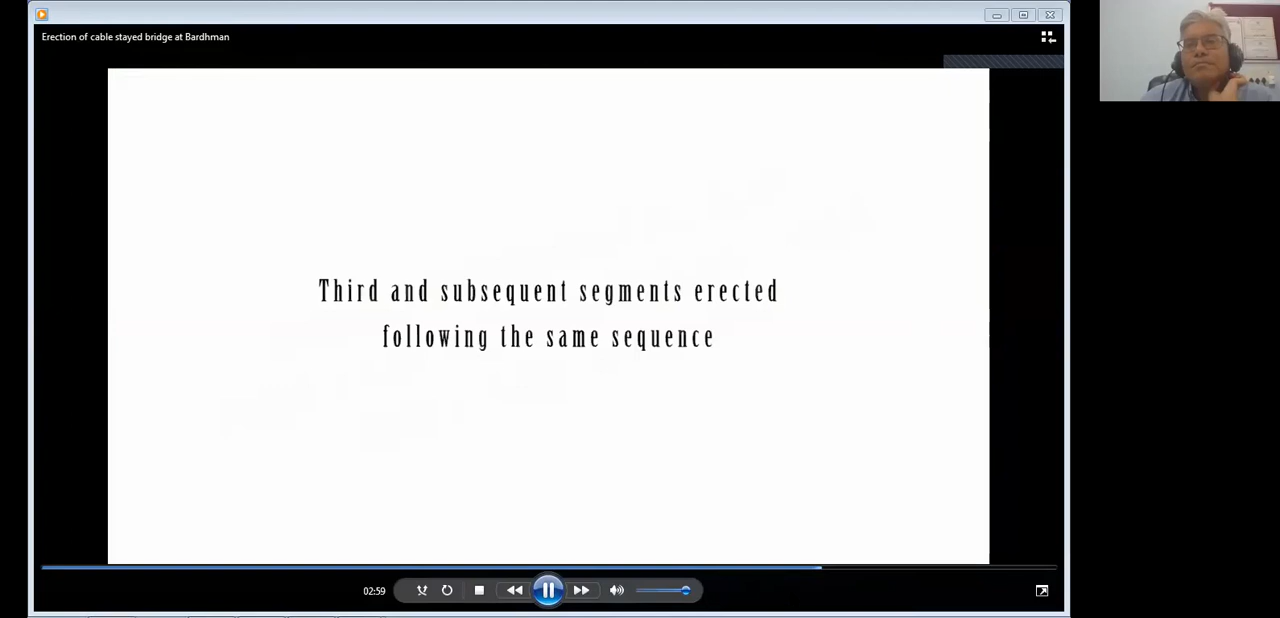 Erection of cable stayed bridge at Bardhman
Third and subsequent segments erected
following the same sequence
02:59